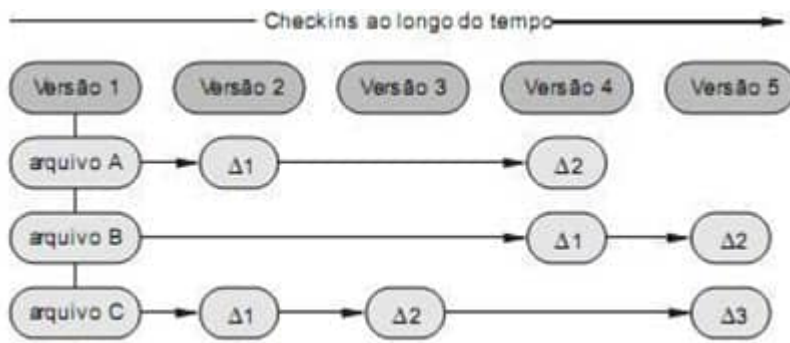 Checkins ao longo do tempo
Versão 1 Versão 2 Versão 3 Versão 4 Versão 5
arquivo A Δ1 Δ2
arquivo B Δ1 Δ2
arquivo C Δ1 Δ2 Δ3